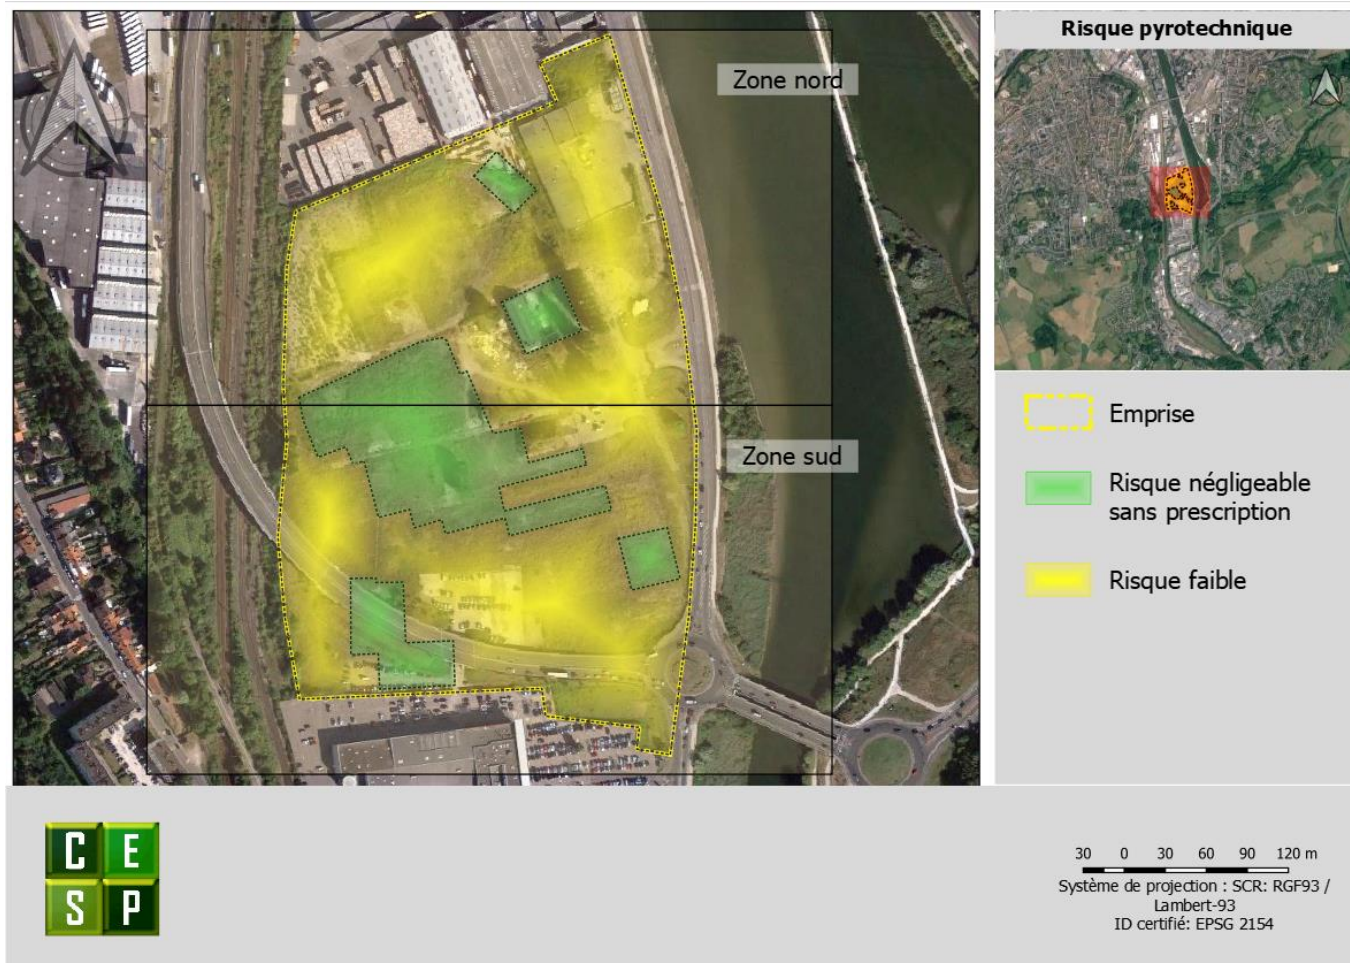 Risque pyrotechnique
Zone nord
Zone sud
Emprise
Risque négligeable
sans prescription
Risque faible
C E
S P
30 0 30 60 90 120 m
Système de projection : SCR: RGF93 /
Lambert-93
ID certifié: EPSG 2154